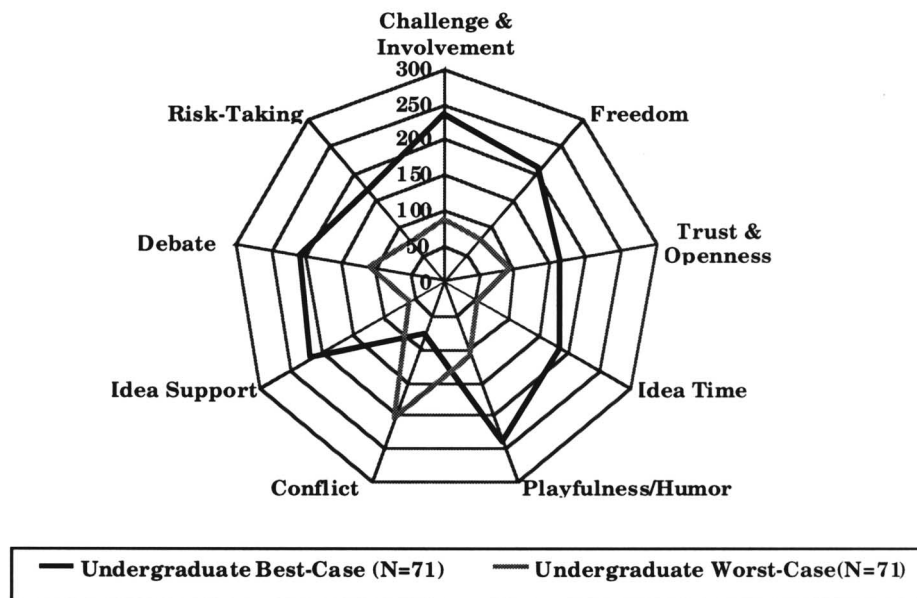 Challenge &
Involvement
300
250
200
150
100
50
0
Freedom
Trust &
Openness
Idea Time
Playfulness/Humor
Conflict
Idea Support
Debate
Risk-Taking
Undergraduate Best-Case (N=71)
Undergraduate Worst-Case(N=71)